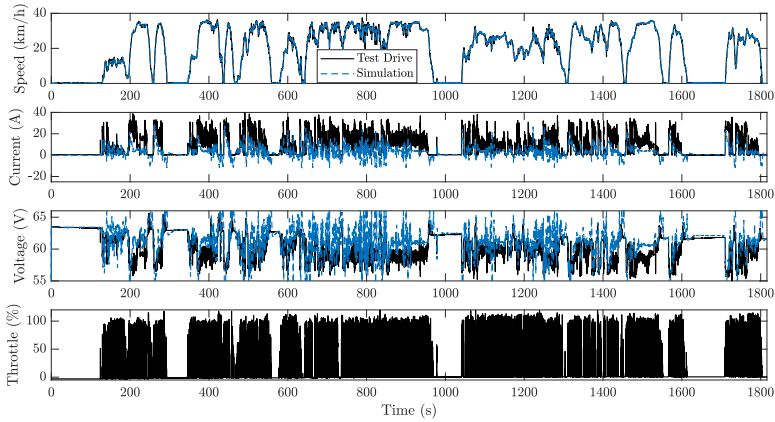 Speed (km/h)
40
20
0
Test Drive
Simulation
0 200 400 600 800 1000 1200 1400 1600 1800
Current (A)
40
20
0
-20
0 200 400 600 800 1000 1200 1400 1600 1800
Voltage (V)
65
60
55
0 200 400 600 800 1000 1200 1400 1600 1800
Throttle (%)
100
50
0
0 200 400 600 800 1000 1200 1400 1600 1800
Time (s)